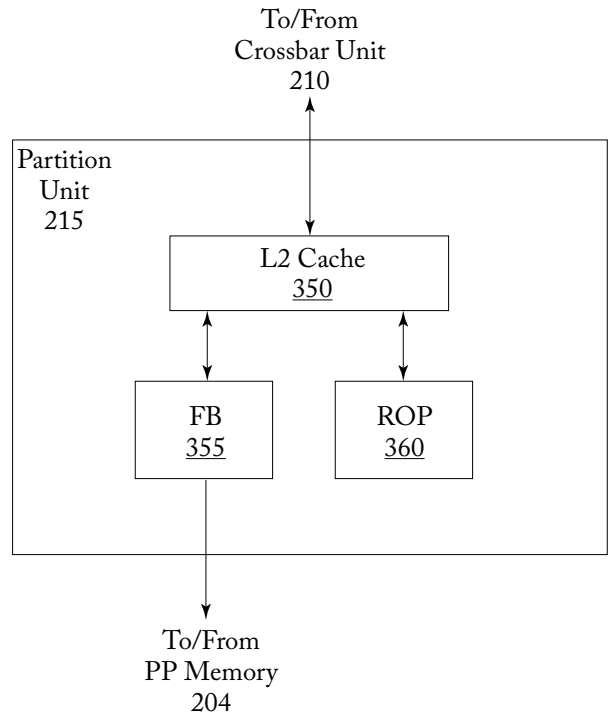 To/From
Crossbar Unit
210
Partition
Unit
215
L2 Cache
350
FB
355
ROP
360
To/From
PP Memory
204